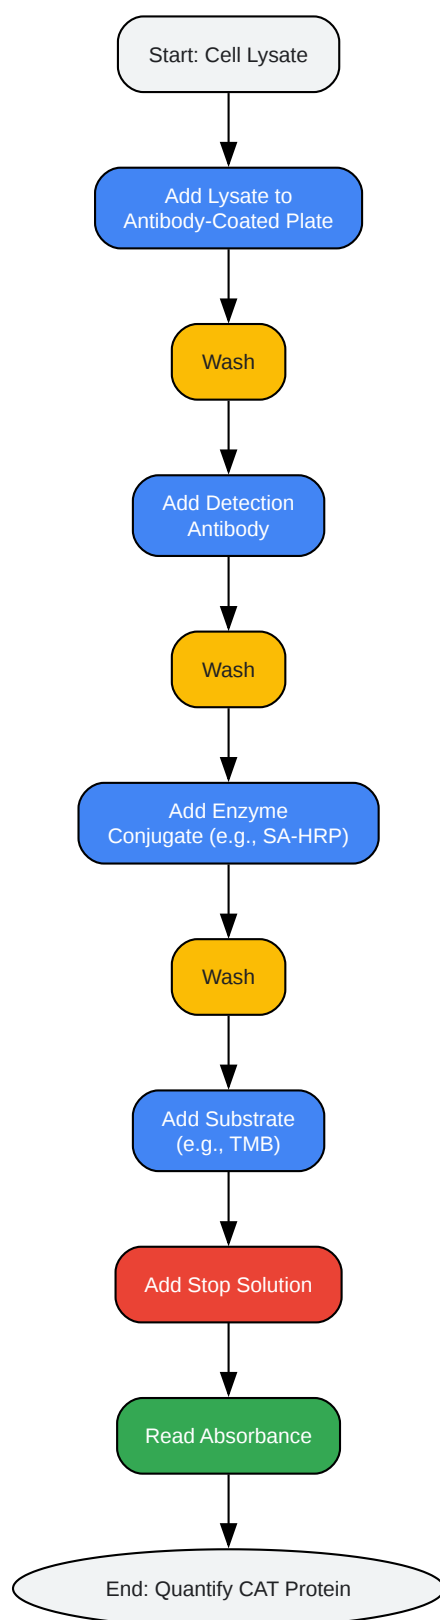 Start: Cell Lysate
Add Lysate to
Antibody-Coated Plate
Wash
Add Detection
Antibody
Wash
Add Enzyme
Conjugate (e.g., SA-HRP)
Wash
Add Substrate
(e.g., TMB)
Add Stop Solution
Read Absorbance
End: Quantify CAT Protein